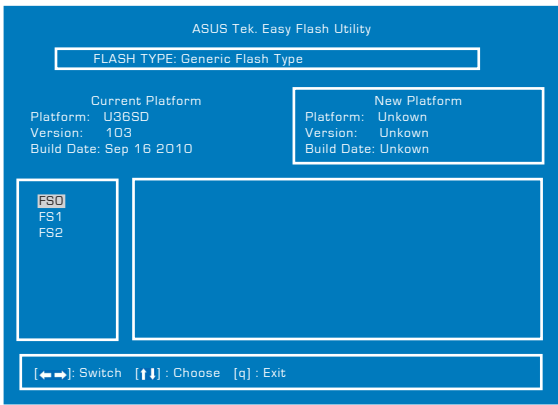 ASUS Tek. Easy Flash Utility
FLASH TYPE: Generic Flash Type
Current Platform
Platform: U36SD
Version: 103
Build Date: Sep 16 2010
New Platform
Platform: Unkown
Version: Unkown
Build Date: Unkown
FS0
FS1
FS2
[←→]: Switch [↑↓] : Choose [q] : Exit